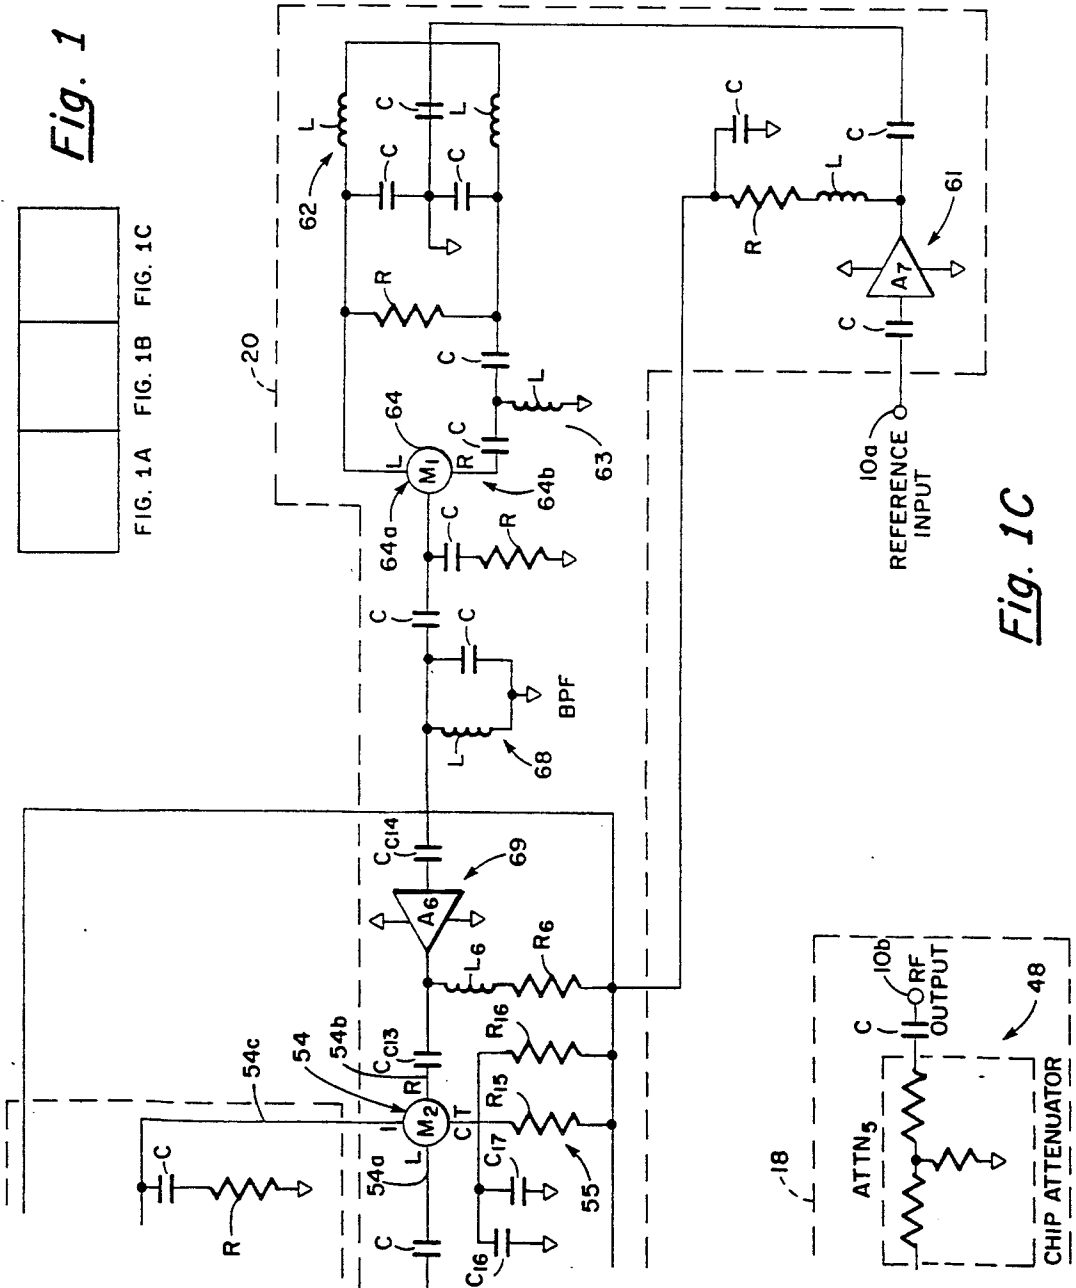 Fig. 1
FIG. 1A
FIG. 1B
FIG. 1C
20
62
L
C
C
C
L
R
C
L
63
C
64
L
M1
R
64a
64b
C
R
C
C
BPF
L
68
CC14
A6
69
L6
R6
CC13
54c
54
54b
R
I
M2
L
C T
54a
R16
R15
C17
C16
55
C
C
R
C
C
R
L
61
A7
C
10a
REFERENCE
INPUT
Fig. 1C
18
10b
RF
OUTPUT
C
48
ATTN5
CHIP ATTENUATOR